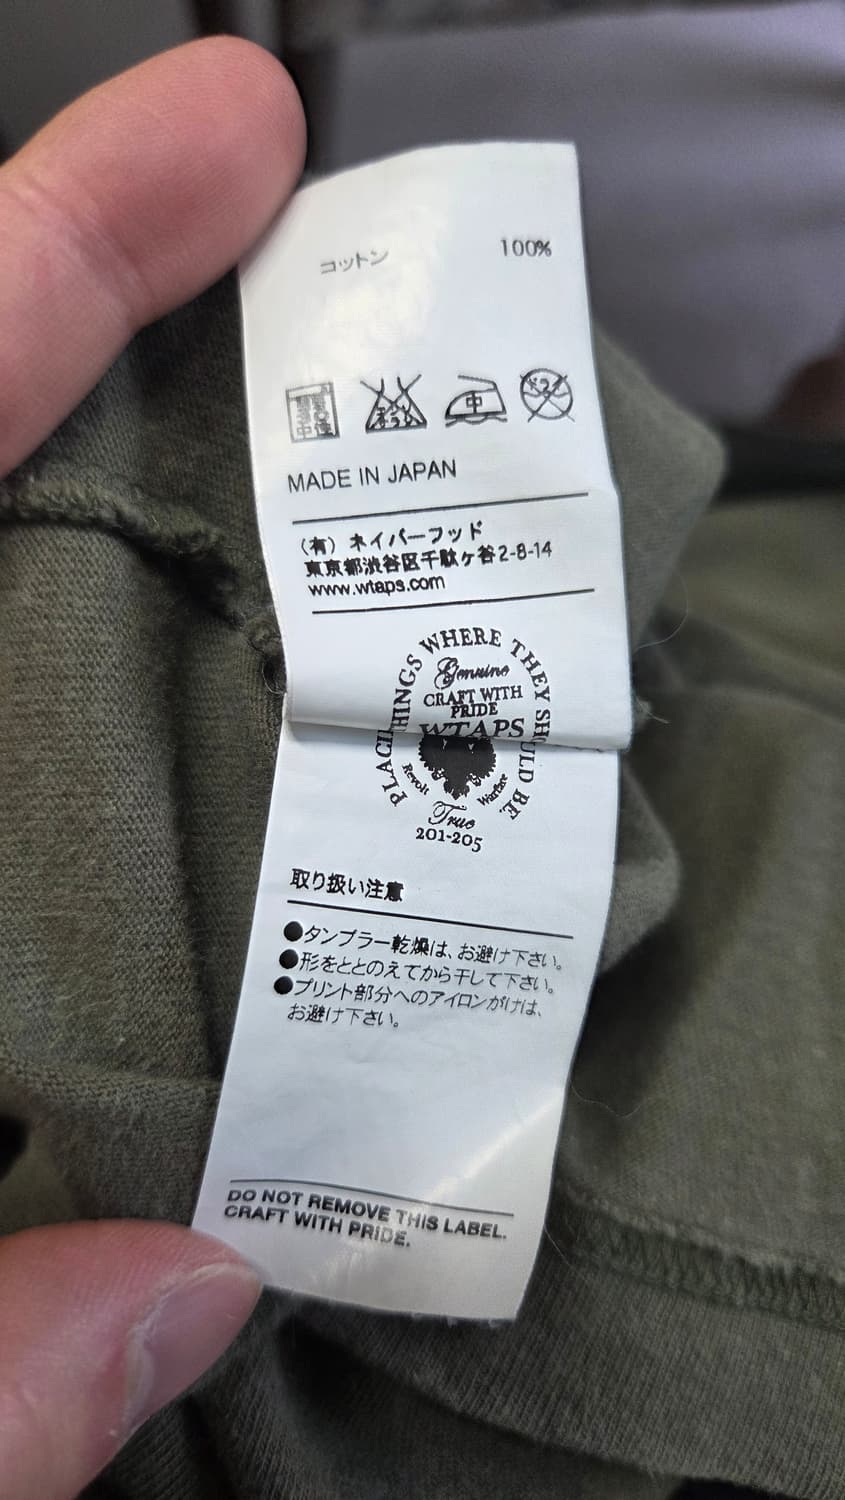 コットン 100%
中
MADE IN JAPAN
(有) ネイバーフッド
東京都渋谷区千駄ヶ谷2-8-14
www.wtaps.com
PLACING THINGS WHERE THEY SHOULD BE
Genuine
CRAFT WITH
PRIDE
WTAPS
Revolt Warfare
True
201-205
取り扱い注意
●タンブラー乾燥は、お避け下さい。
●形をととのえてから干して下さい。
●プリント部分へのアイロンがけは、
お避け下さい。
DO NOT REMOVE THIS LABEL.
CRAFT WITH PRIDE.